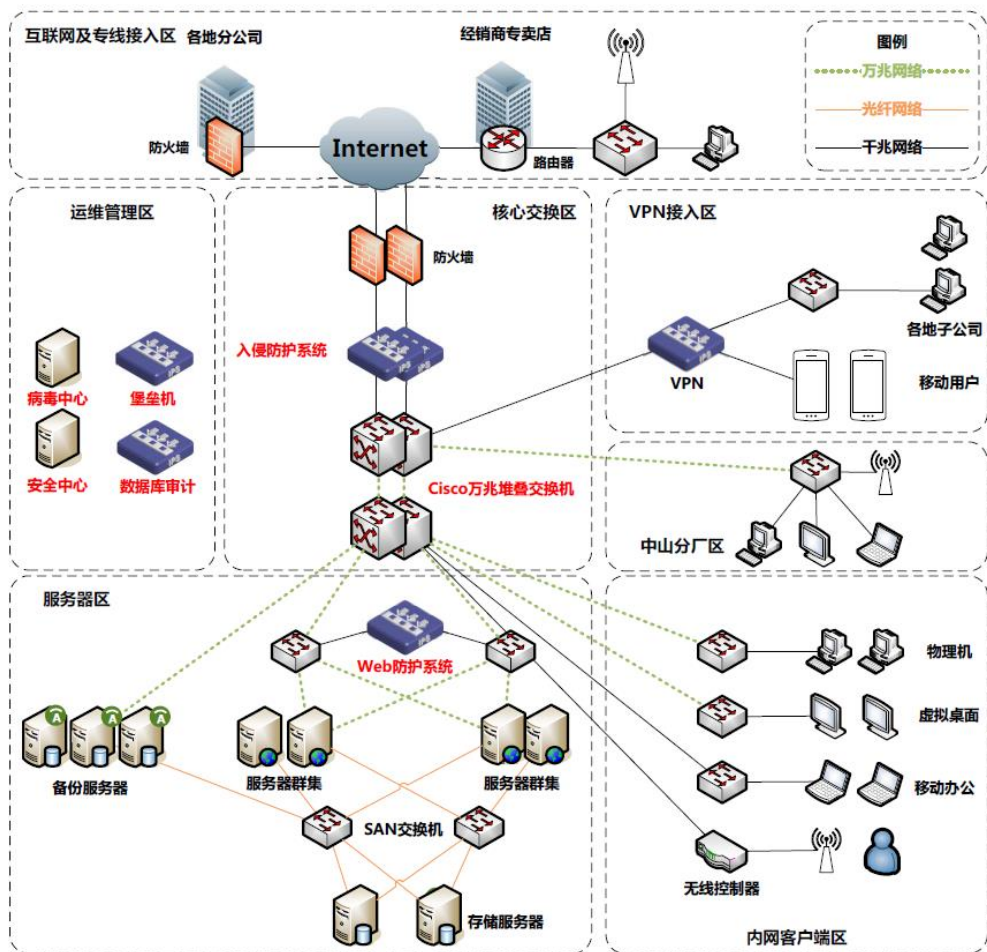 互联网及专线接入区
各地分公司
经销商专卖店
图例
万兆网络
光纤网络
千兆网络
防火墙
Internet
路由器
运维管理区
核心交换区
VPN接入区
防火墙
入侵防护系统
IPS
各地子公司
VPN
移动用户
病毒中心
堡垒机
IPS
安全中心
数据库审计
IPS
Cisco万兆堆叠交换机
中山分厂区
服务器区
IPS
Web防护系统
物理机
虚拟桌面
A
A
A
备份服务器
服务器群集
服务器群集
移动办公
SAN交换机
无线控制器
存储服务器
内网客户端区